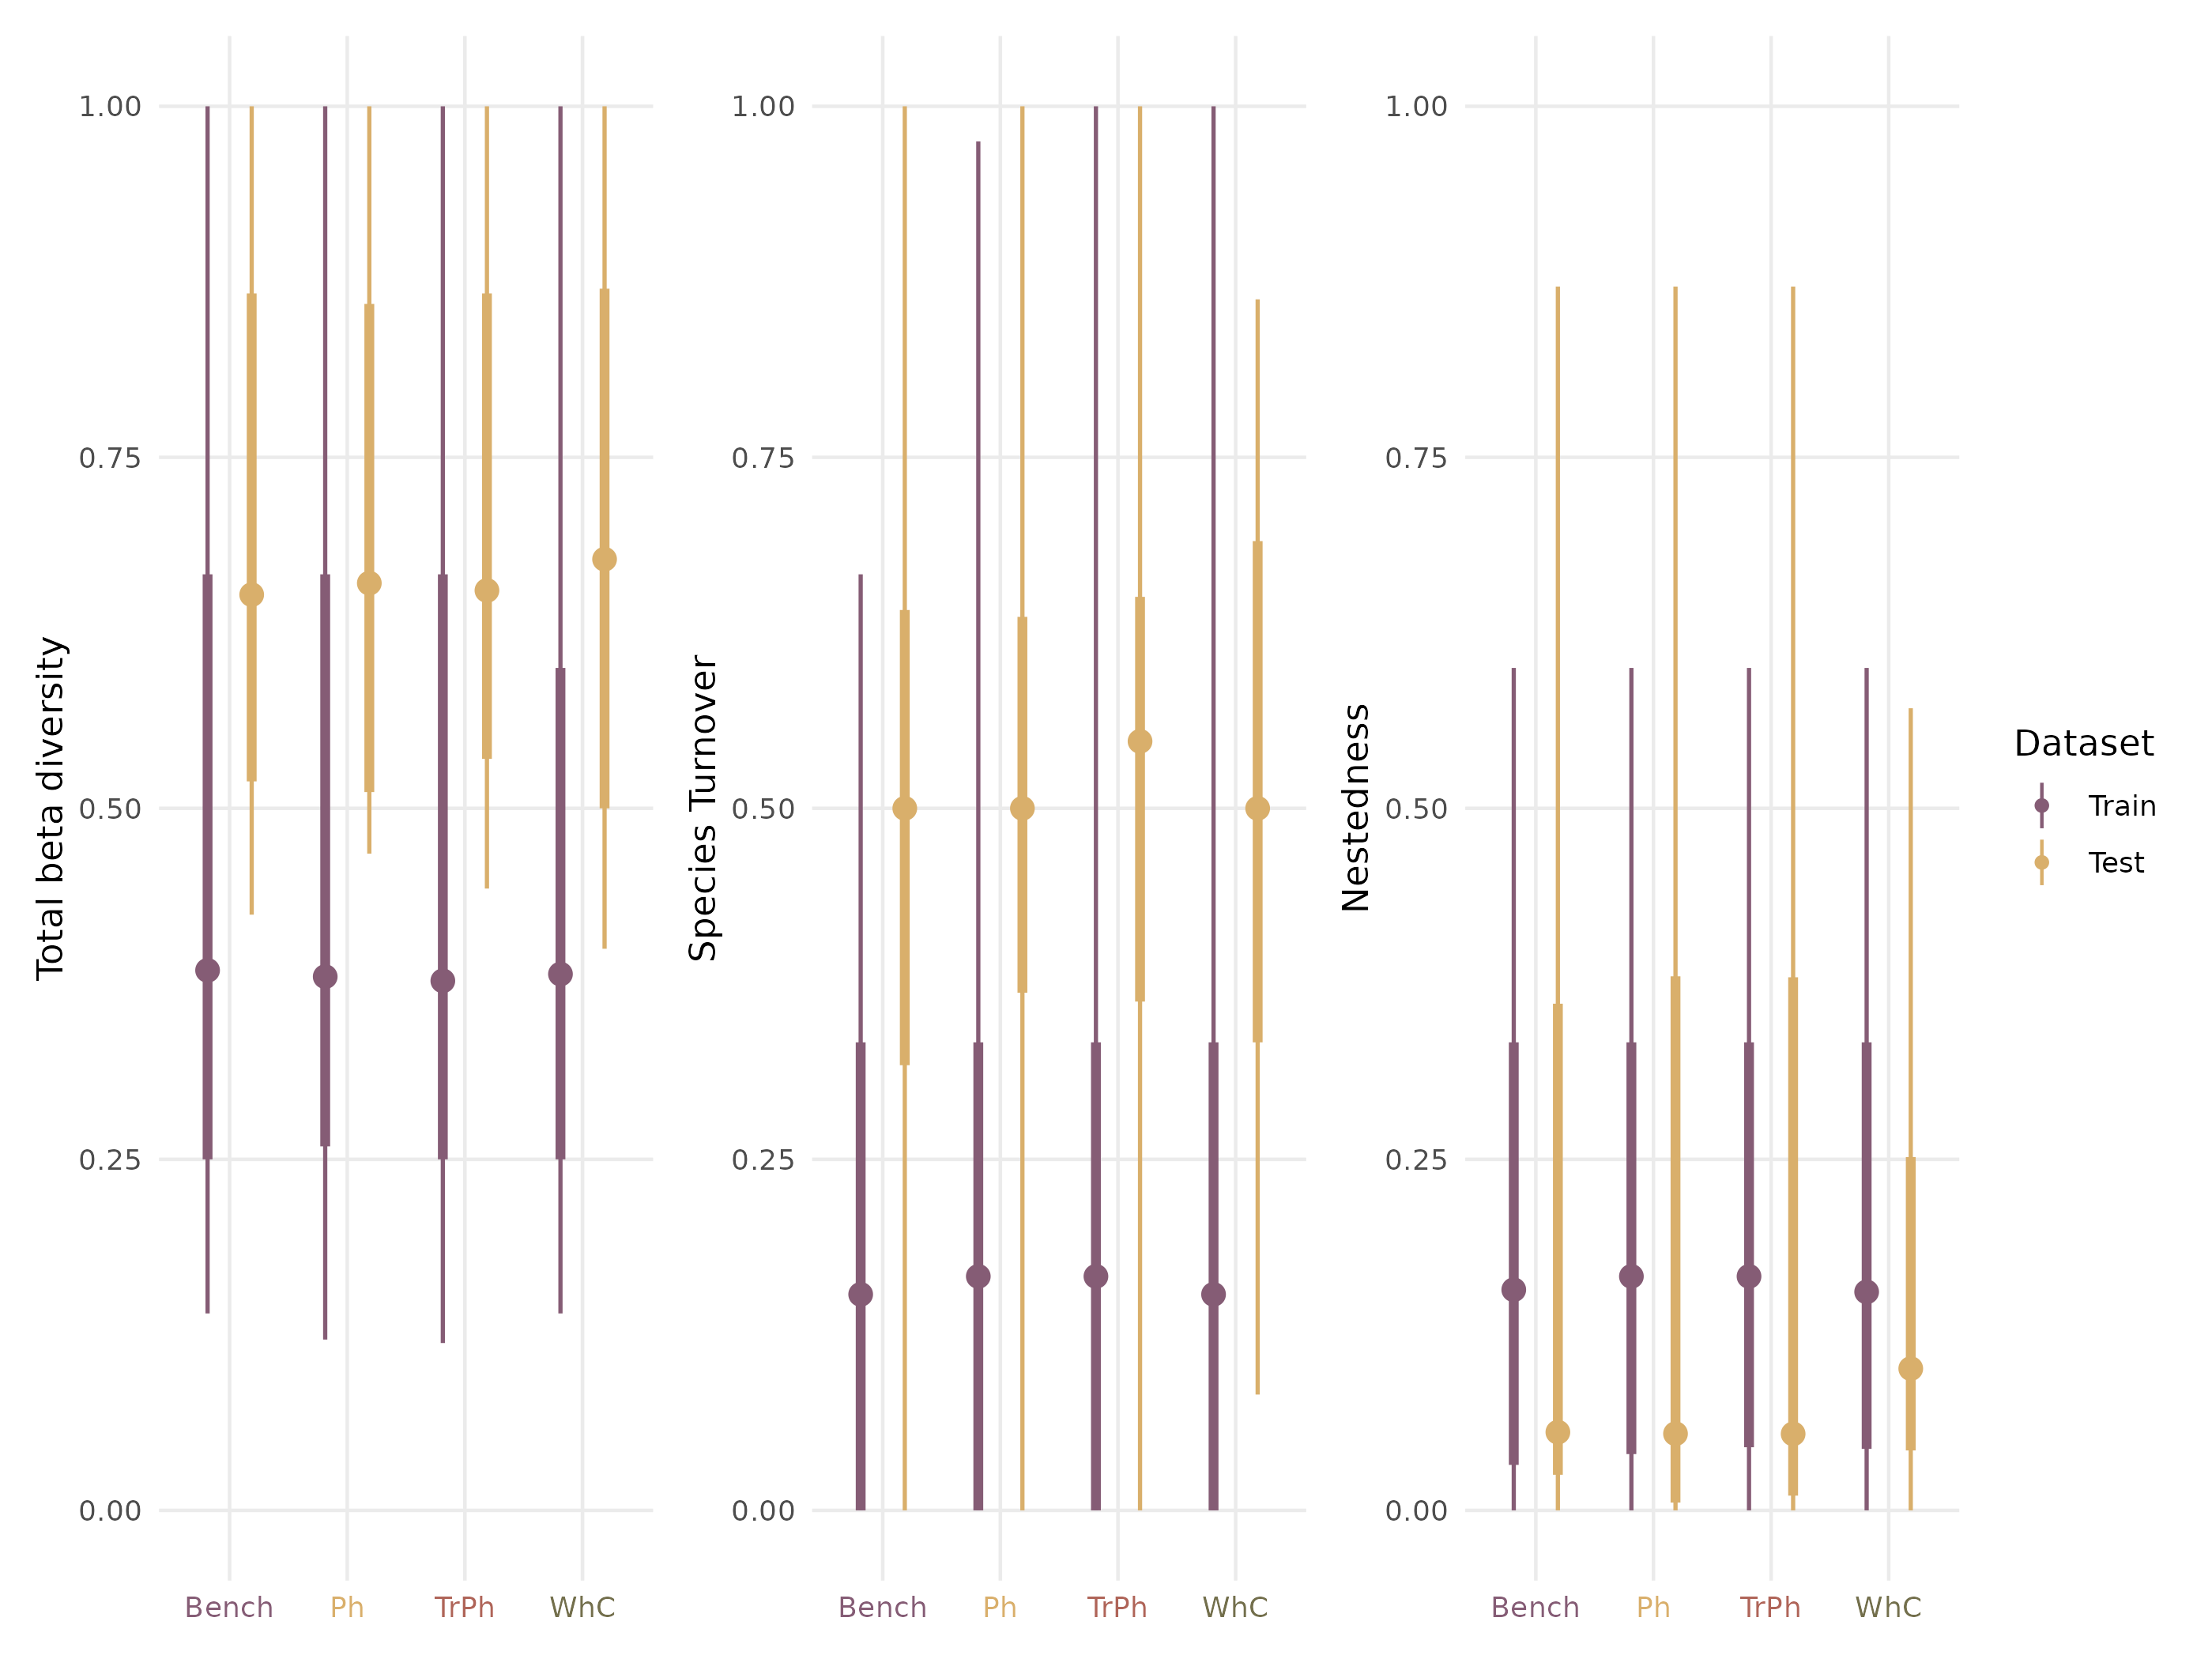 Total beta diversity
1.00
0.75
0.50
0.25
0.00
Bench Ph TrPh WhC
Species Turnover
1.00
0.75
0.50
0.25
0.00
Bench Ph TrPh WhC
Nestedness
1.00
0.75
0.50
0.25
0.00
Bench Ph TrPh WhC
Dataset
Train
Test